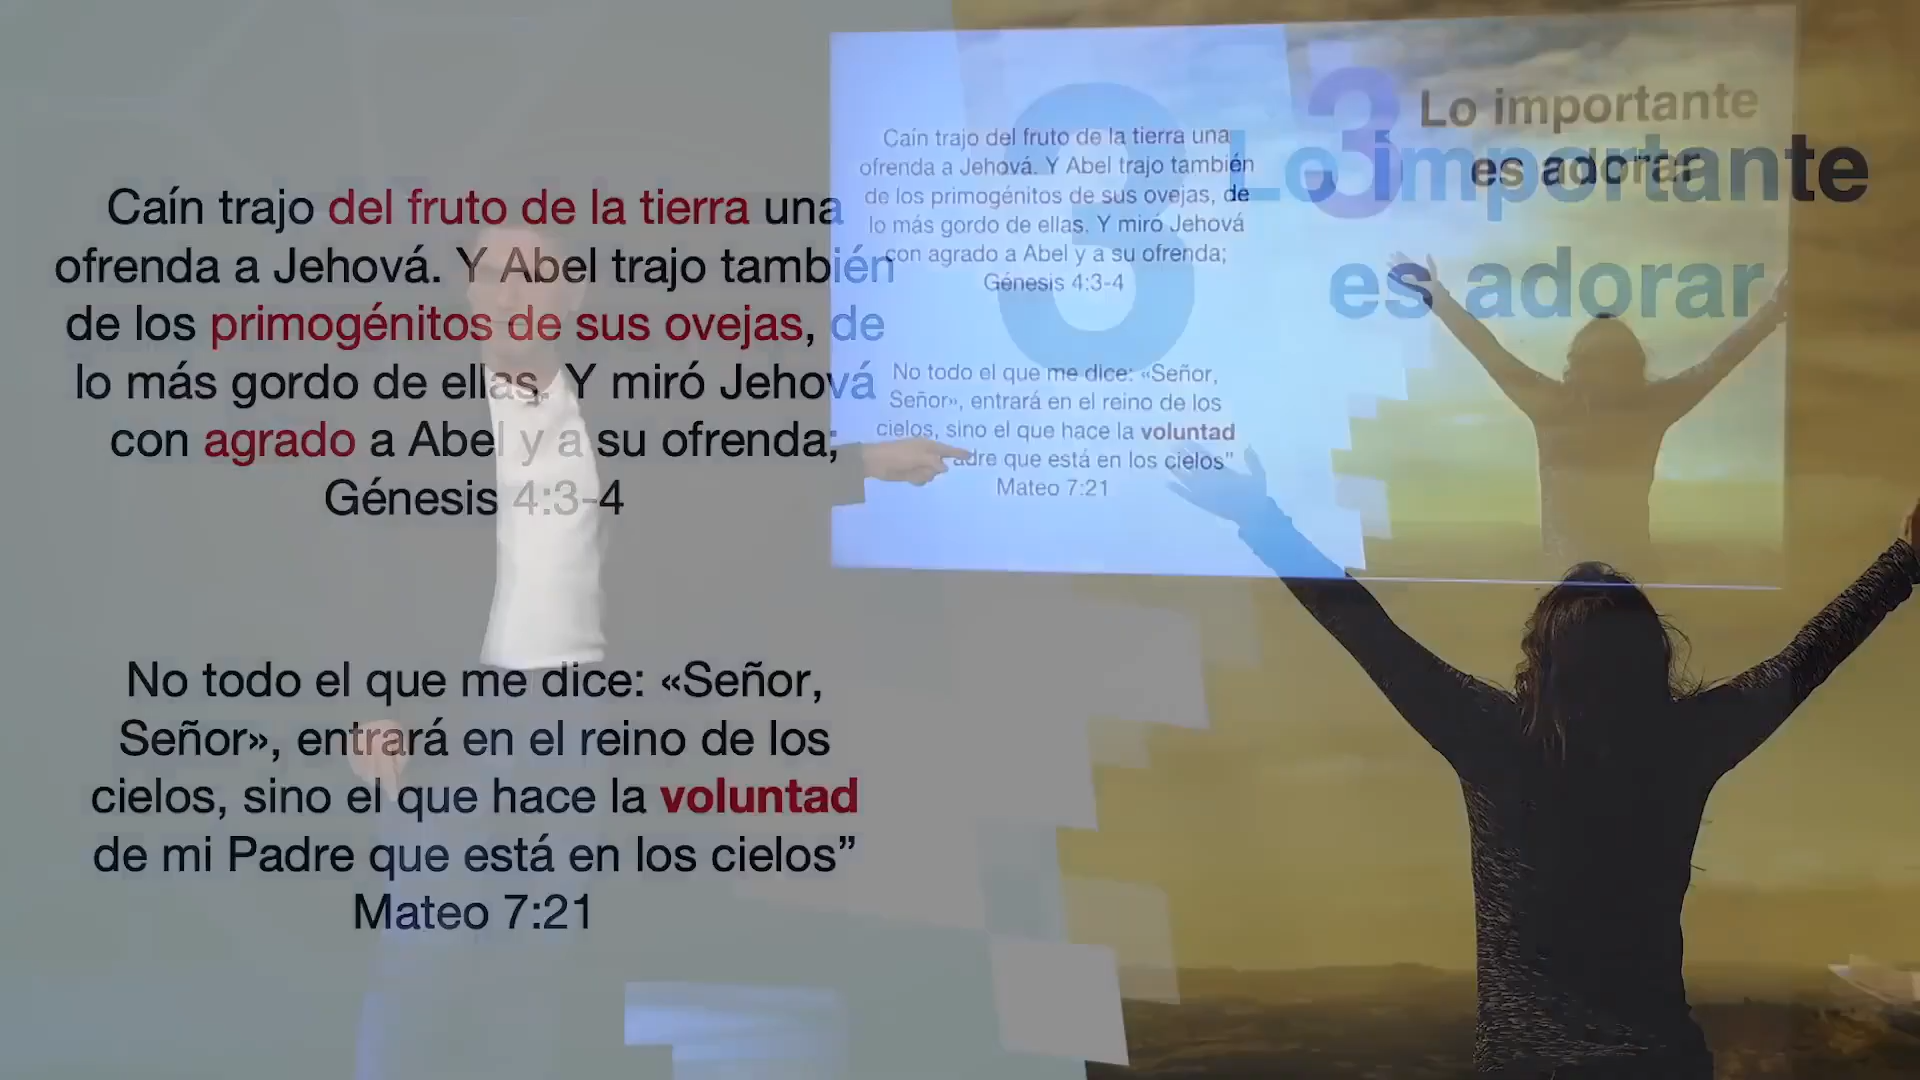 Caín trajo del fruto de la tierra una
ofrenda a Jehová. Y Abel trajo también
de los primogénitos de sus ovejas, de
lo más gordo de ellas. Y miró Jehová
con agrado a Abel y a su ofrenda;
Génesis 4:3-4
No todo el que me dice: «Señor,
Señor», entrará en el reino de los
cielos, sino el que hace la voluntad
de mi Padre que está en los cielos”
Mateo 7:21
3
Lo importante
es adorar
Caín trajo del fruto de la tierra una
ofrenda a Jehová. Y Abel trajo también
de los primogénitos de sus ovejas, de
lo más gordo de ellas. Y miró Jehová
con agrado a Abel y a su ofrenda;
Génesis 4:3-4
No todo el que me dice: «Señor,
Señor», entrará en el reino de los
cielos, sino el que hace la voluntad
adre que está en los cielos”
Mateo 7:21
3
Lo importante
es adorar